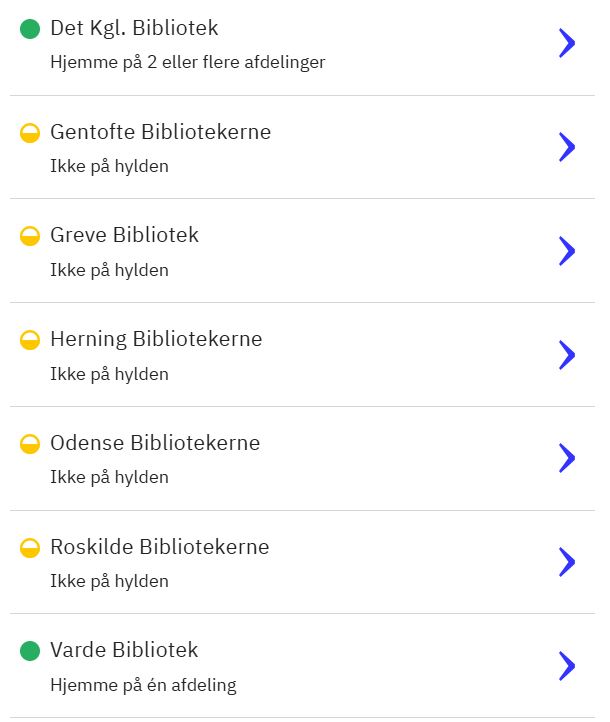 Det Kgl. Bibliotek
Hjemme på 2 eller flere afdelinger
Gentofte Bibliotekerne
Ikke på hylden
Greve Bibliotek
Ikke på hylden
Herning Bibliotekerne
Ikke på hylden
Odense Bibliotekerne
Ikke på hylden
Roskilde Bibliotekerne
Ikke på hylden
Varde Bibliotek
Hjemme på én afdeling